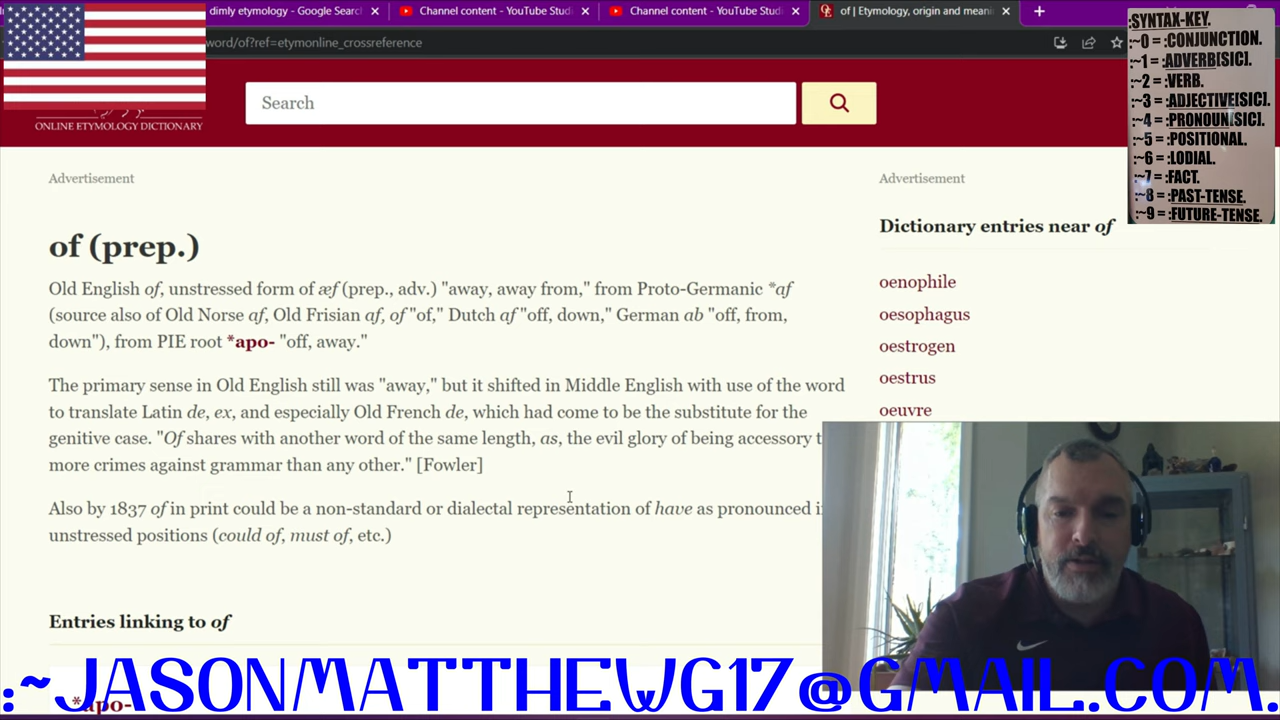 dimly etymology - Google Searc
Channel content - YouTube Stud
Channel content - YouTube Stud
of | Etymology, origin and meani
word/of?ref=etymonline_crossreference
ONLINE ETYMOLOGY DICTIONARY
Search
:SYNTAX-KEY.
:~0 = :CONJUNCTION.
:~1 = :ADVERB[SIC].
:~2 = :VERB.
:~3 = :ADJECTIVE[SIC].
:~4 = :PRONOUN[SIC].
:~5 = :POSITIONAL.
:~6 = :LODIAL.
:~7 = :FACT.
:~8 = :PAST-TENSE.
:~9 = :FUTURE-TENSE.
Advertisement
of (prep.)
Old English of, unstressed form of æf (prep., adv.) "away, away from," from Proto-Germanic *af
(source also of Old Norse af, Old Frisian af, of "of," Dutch af "off, down," German ab "off, from,
down"), from PIE root *apo- "off, away."
The primary sense in Old English still was "away," but it shifted in Middle English with use of the word
to translate Latin de, ex, and especially Old French de, which had come to be the substitute for the
genitive case. "Of shares with another word of the same length, as, the evil glory of being accessory t
more crimes against grammar than any other." [Fowler]
Also by 1837 of in print could be a non-standard or dialectal representation of have as pronounced i
unstressed positions (could of, must of, etc.)
Entries linking to of
*apo-
Advertisement
Dictionary entries near of
oenophile
oesophagus
oestrogen
oestrus
oeuvre
:~JASONMATTHEWG17@GMAIL.COM.